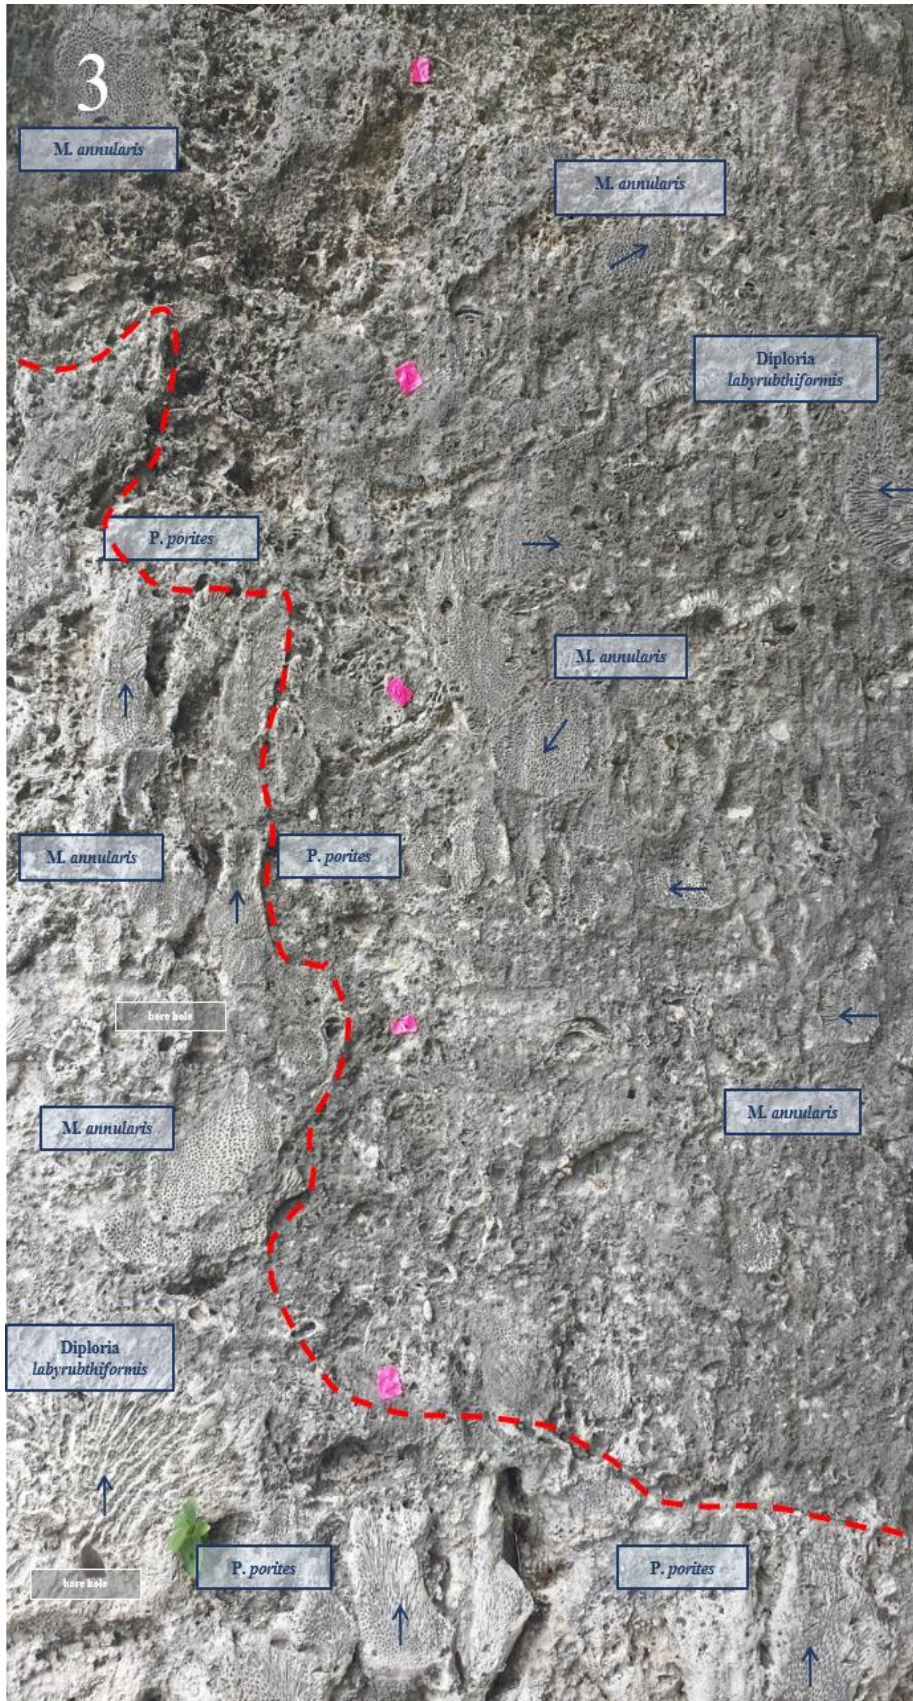 3
M. annularis
M. annularis
Diploria
labyrubthiformis
P. porites
M. annularis
M. annularis
P. porites
bore hole
M. annularis
M. annularis
Diploria
labyrubthiformis
P. porites
P. porites
bore hole